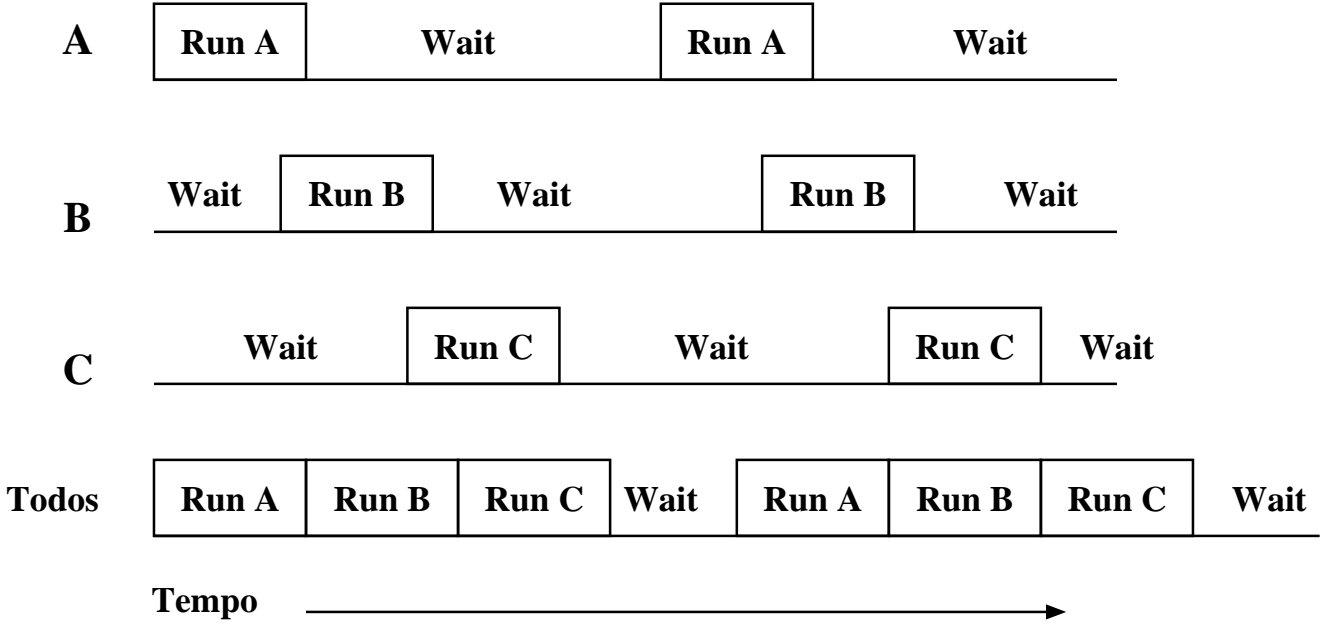 A Run A Wait Run A Wait
B Wait Run B Wait Run B Wait
C Wait Run C Wait Run C Wait
Todos Run A Run B Run C Wait Run A Run B Run C Wait
Tempo